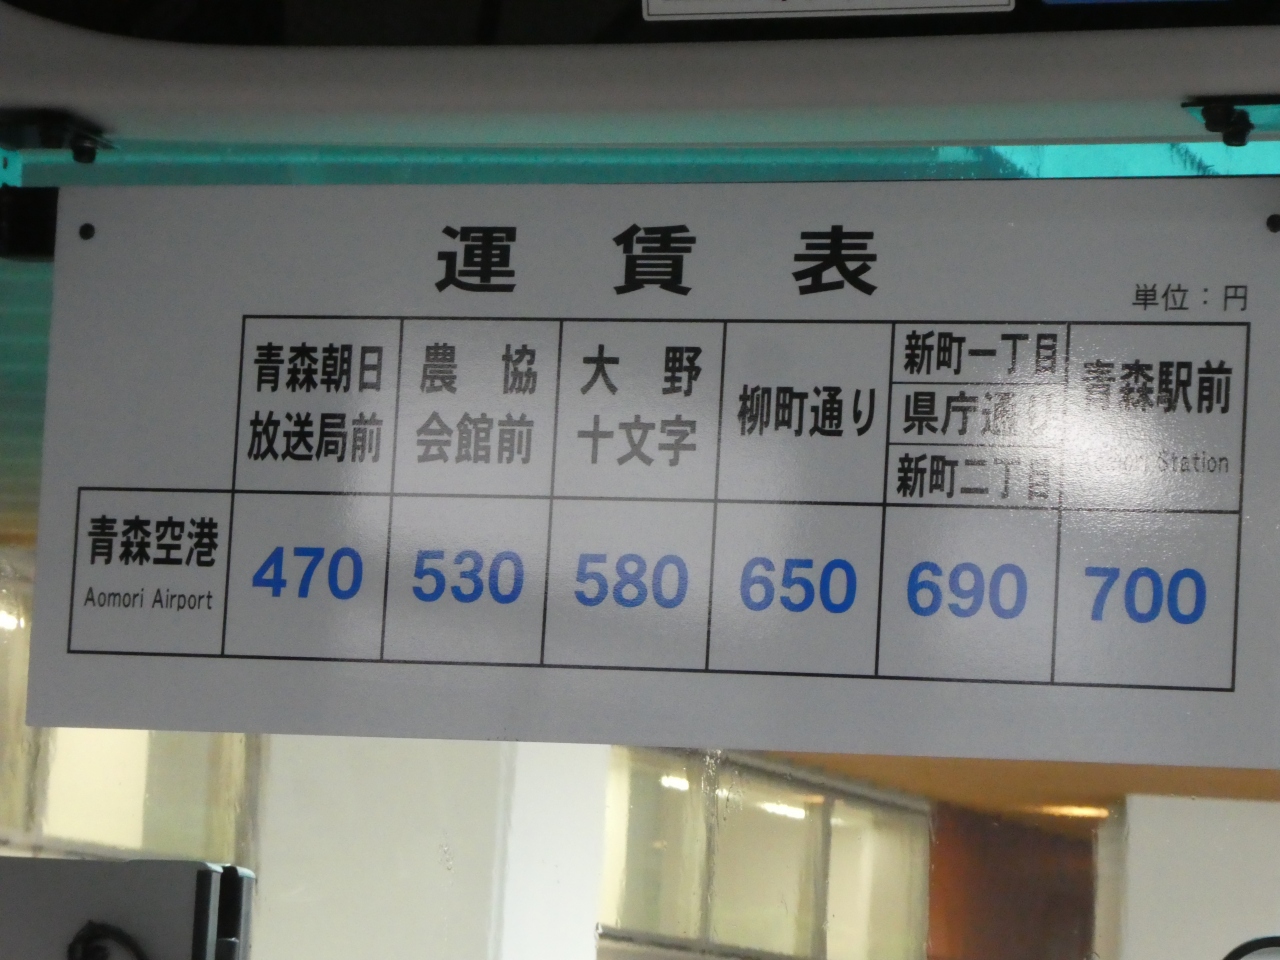 運賃表
単位：円
青森朝日
放送局前
農協
会館前
大野
十文字
柳町通り
新町一丁目
県庁通り
新町二丁目
青森駅前
Aomori Station
青森空港
Aomori Airport
470
530
580
650
690
700